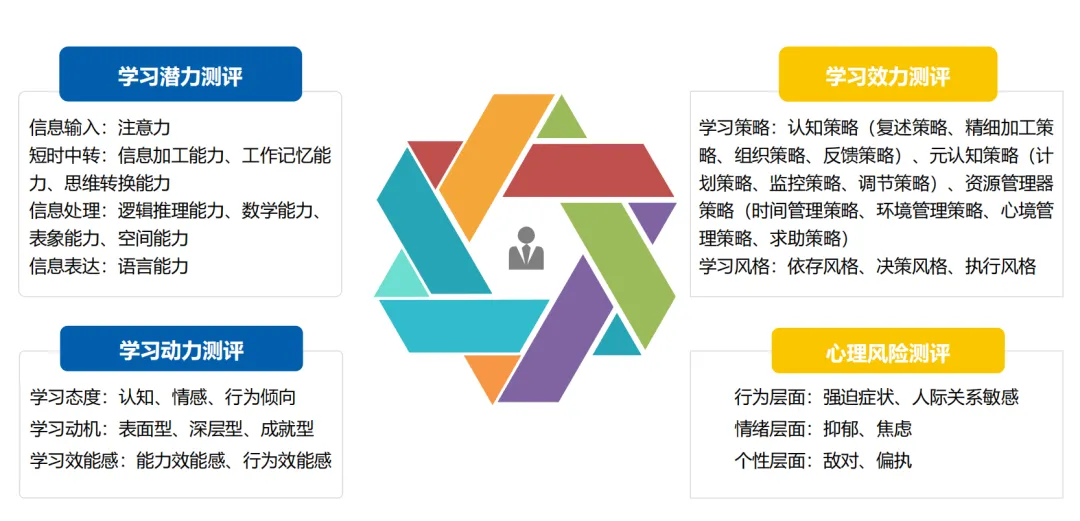 学习潜力测评
信息输入：注意力
短时中转：信息加工能力、工作记忆能
力、思维转换能力
信息处理：逻辑推理能力、数学能力、
表象能力、空间能力
信息表达：语言能力
学习效力测评
学习策略：认知策略（复述策略、精细加工策
略、组织策略、反馈策略）、元认知策略（计
划策略、监控策略、调节策略）、资源管理器
策略（时间管理策略、环境管理策略、心境管
理策略、求助策略）
学习风格：依存风格、决策风格、执行风格
学习动力测评
学习态度：认知、情感、行为倾向
学习动机：表面型、深层型、成就型
学习效能感：能力效能感、行为效能感
心理风险测评
行为层面：强迫症状、人际关系敏感
情绪层面：抑郁、焦虑
个性层面：敌对、偏执